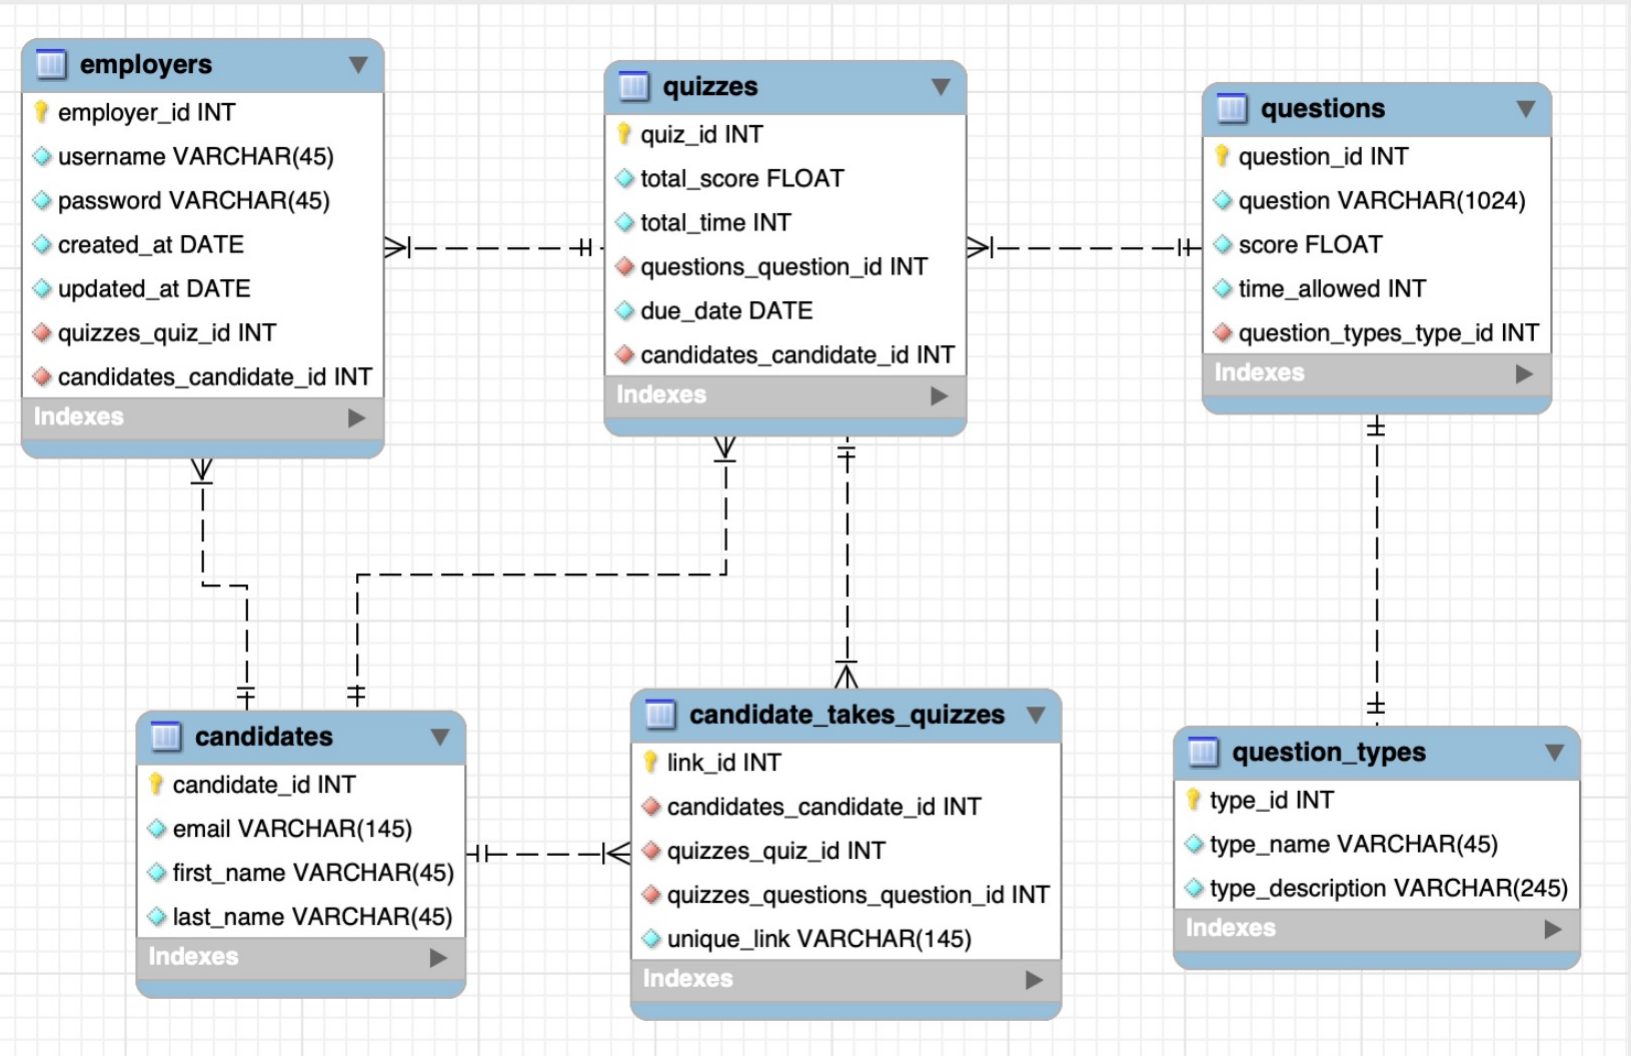 employers
employer_id INT
username VARCHAR(45)
password VARCHAR(45)
created_at DATE
updated_at DATE
quizzes_quiz_id INT
candidates_candidate_id INT
Indexes
quizzes
quiz_id INT
total_score FLOAT
total_time INT
questions_question_id INT
due_date DATE
candidates_candidate_id INT
Indexes
questions
question_id INT
question VARCHAR(1024)
score FLOAT
time_allowed INT
question_types_type_id INT
Indexes
candidates
candidate_id INT
email VARCHAR(145)
first_name VARCHAR(45)
last_name VARCHAR(45)
Indexes
candidate_takes_quizzes
link_id INT
candidates_candidate_id INT
quizzes_quiz_id INT
quizzes_questions_question_id INT
unique_link VARCHAR(145)
Indexes
question_types
type_id INT
type_name VARCHAR(45)
type_description VARCHAR(245)
Indexes